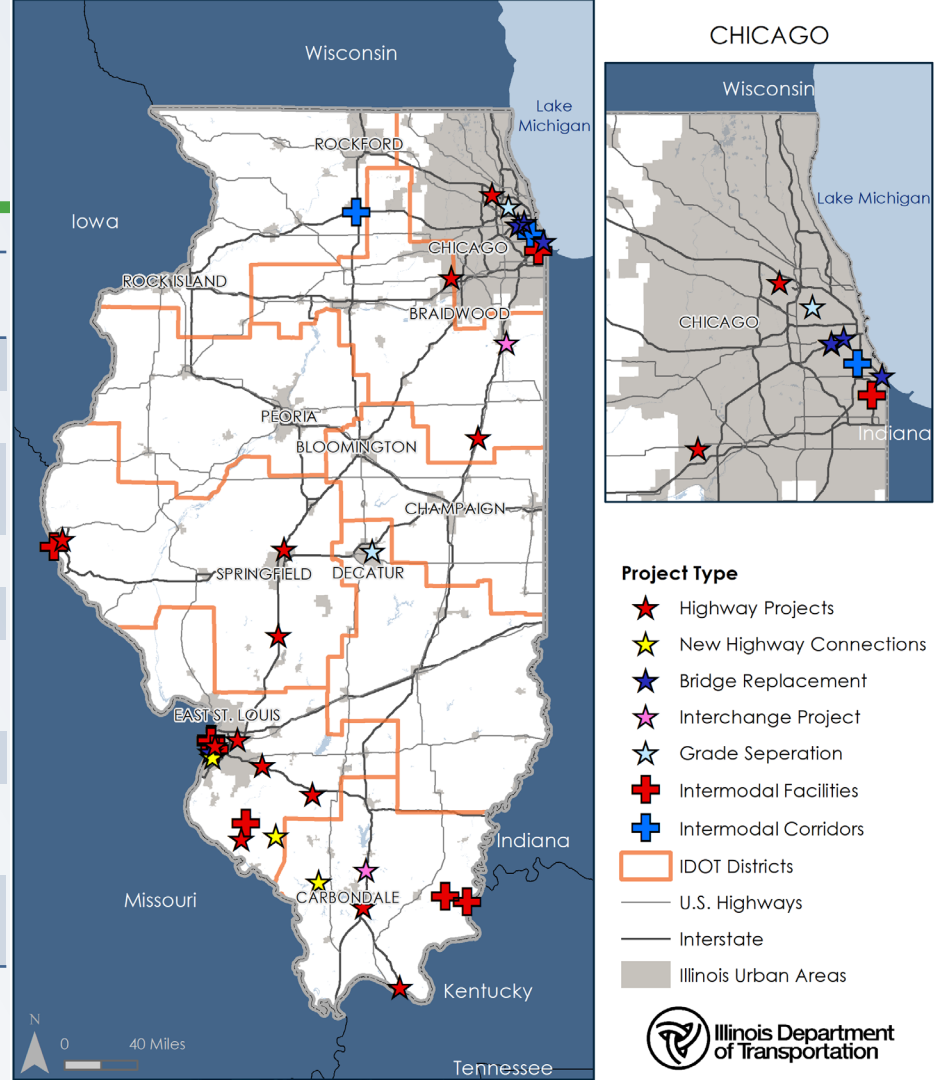 Wisconsin
Lake
Michigan
ROCKFORD
Iowa
CHICAGO
ROCK ISLAND
BRAIDWOOD
PEORIA
BLOOMINGTON
CHAMPAIGN
SPRINGFIELD
DECATUR
EAST ST. LOUIS
Indiana
Missouri
CARBONDALE
Kentucky
N
0 40 Miles
Tennessee
CHICAGO
Wisconsin
Lake Michigan
CHICAGO
Indiana
Project Type
Highway Projects
New Highway Connections
Bridge Replacement
Interchange Project
Grade Seperation
Intermodal Facilities
Intermodal Corridors
IDOT Districts
U.S. Highways
Interstate
Illinois Urban Areas
Illinois Department
of Transportation